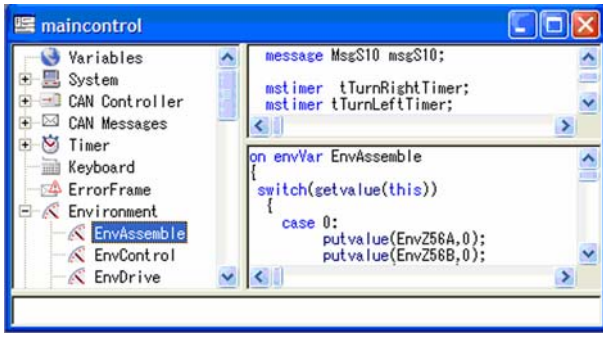 maincontrol
Variables
System
CAN Controller
CAN Messages
Timer
Keyboard
ErrorFrame
Environment
EnvAssemble
EnvControl
EnvDrive
message MsgS10 msgS10;
mstimer tTurnRightTimer;
mstimer tTurnLeftTimer;
on envVar EnvAssemble
{
switch(getvalue(this))
{
case 0:
putvalue(EnvZ56A,0);
putvalue(EnvZ56B,0);